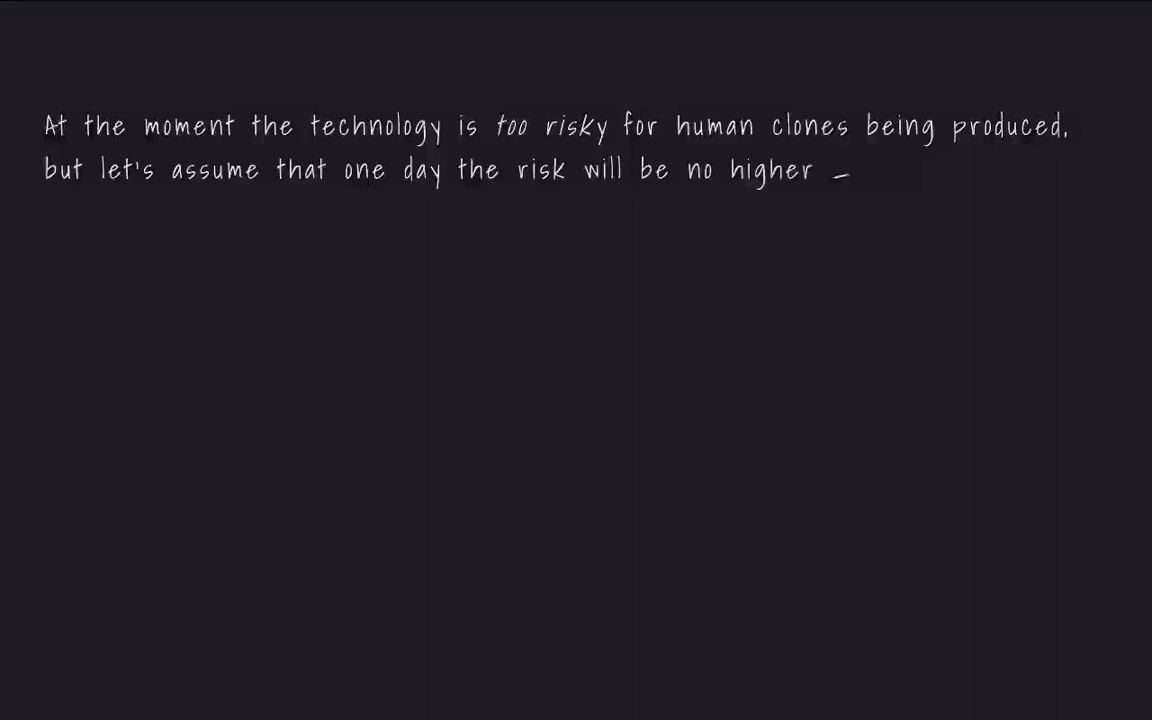 At the moment the technology is too risky for human clones being produced,
but let's assume that one day the risk will be no higher –